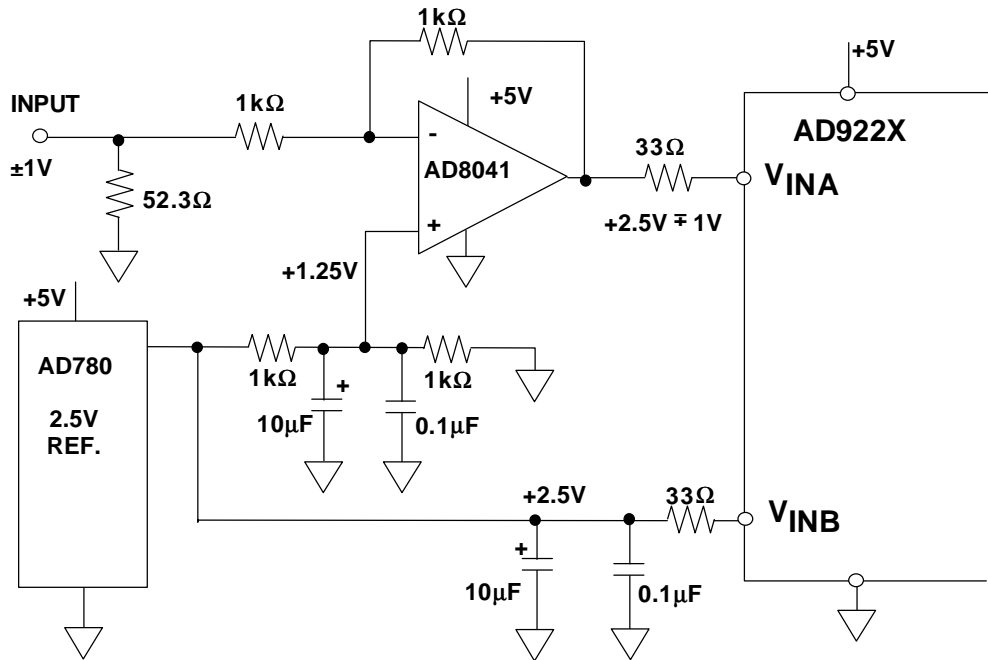 1kΩ
+5V
INPUT
1kΩ
+5V
-
AD922X
AD8041
33Ω
VINA
±1V
52.3Ω
+
+2.5V ∓ 1V
+1.25V
+5V
AD780
1kΩ
+
1kΩ
2.5V
REF.
10μF
0.1μF
+2.5V
33Ω
VINB
+
10μF
0.1μF